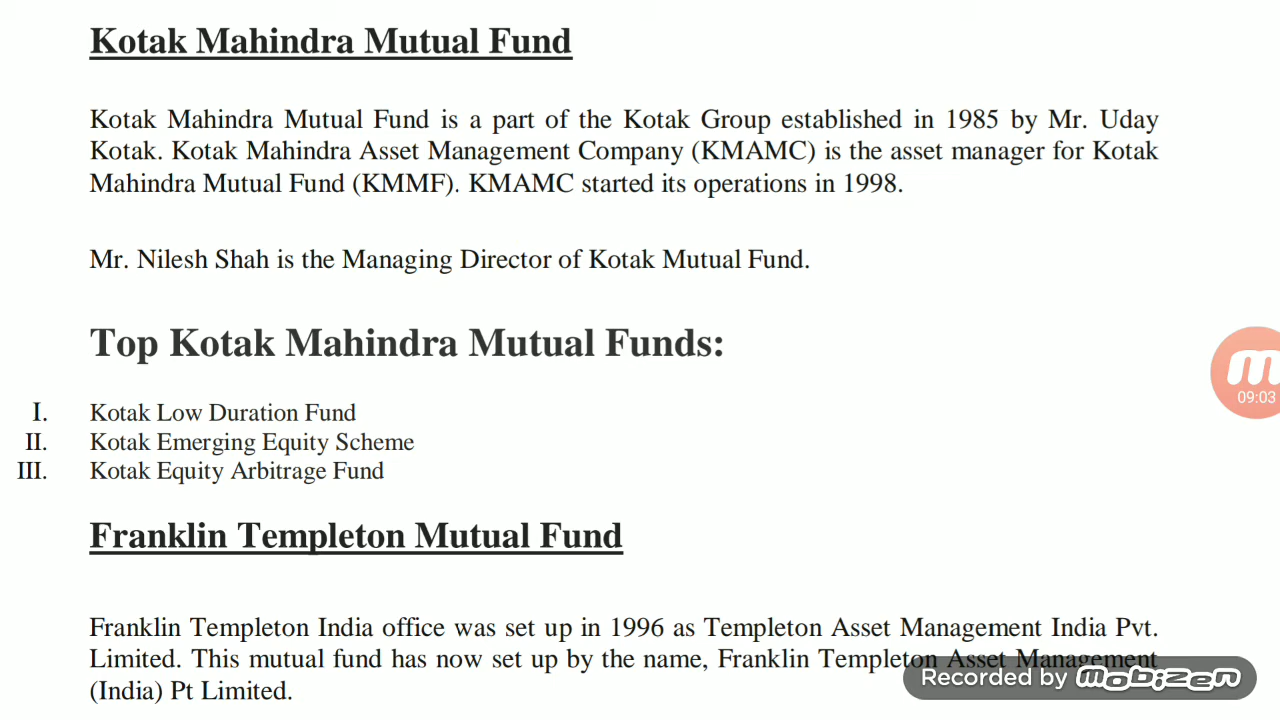 Kotak Mahindra Mutual Fund
Kotak Mahindra Mutual Fund is a part of the Kotak Group established in 1985 by Mr. Uday
Kotak. Kotak Mahindra Asset Management Company (KMAMC) is the asset manager for Kotak
Mahindra Mutual Fund (KMMF). KMAMC started its operations in 1998.
Mr. Nilesh Shah is the Managing Director of Kotak Mutual Fund.
Top Kotak Mahindra Mutual Funds:
I. Kotak Low Duration Fund
II. Kotak Emerging Equity Scheme
III. Kotak Equity Arbitrage Fund
09:03
Franklin Templeton Mutual Fund
Franklin Templeton India office was set up in 1996 as Templeton Asset Management India Pvt.
Limited. This mutual fund has now set up by the name, Franklin Templeton Asset Management
(India) Pt Limited.
Recorded by mobizen